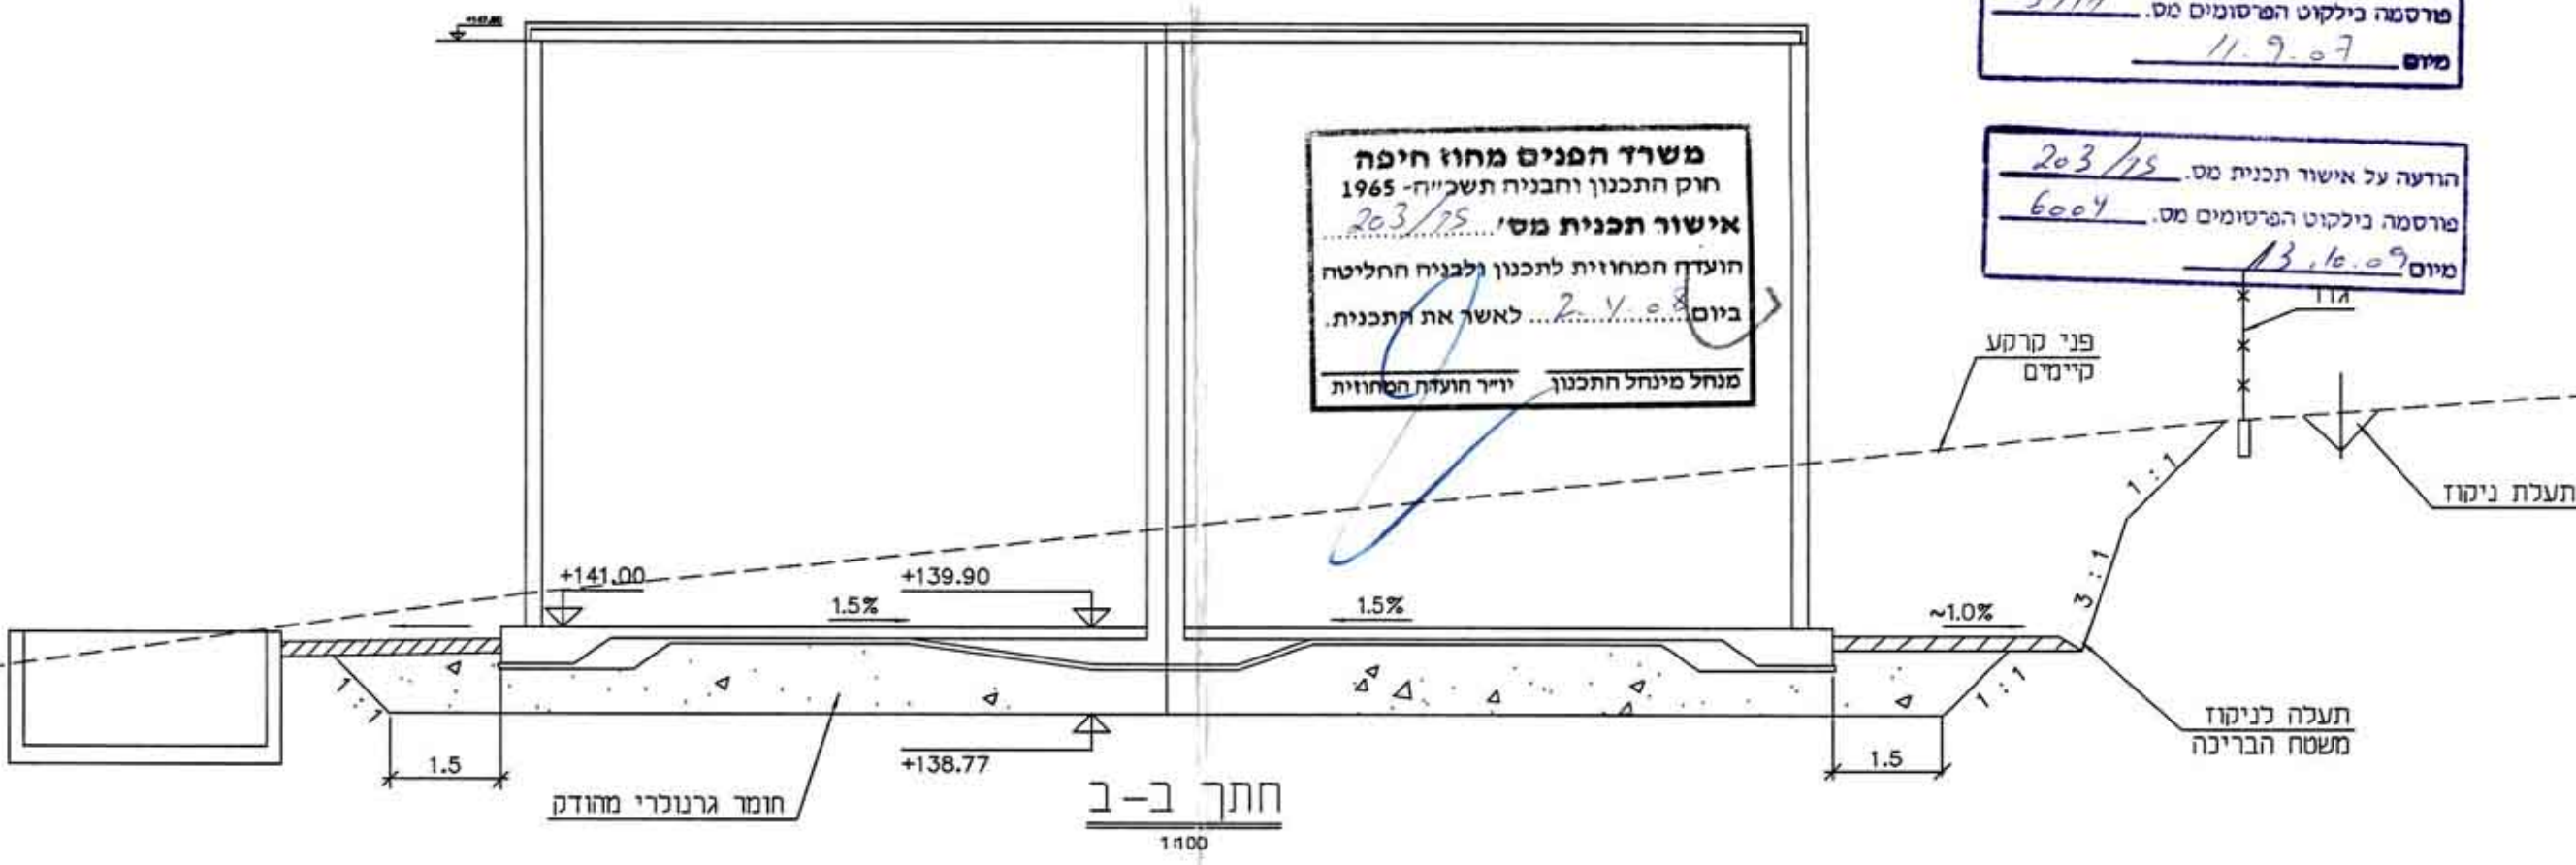 פורסמה בילקוט הפרסומים מס.
מיום 11.9.07
הודעה על אישור תכנית מס. 203/יס
פורסמה בילקוט הפרסומים מס. 6004
מיום 13.10.09
משרד הפנים מחוז חיפה
חוק התכנון והבניה תשכ״ה- 1965
אישור תכנית מס׳ 203/יס
הועדה המחוזית לתכנון ולבניה החליטה
ביום 2.4.08 לאשר את התכנית.
מנהל מינהל התכנון
יו״ר הועדה המחוזית
גדר
פני קרקע
קיימים
תעלת ניקוז
1:1
3:1
+141.00
+139.90
1.5%
1.5%
~1.0%
1:1
1:1
+138.77
1.5
1.5
תעלה לניקוז
משטח הבריכה
חומר גרנולרי מהודק
חתך ב-ב
1:100